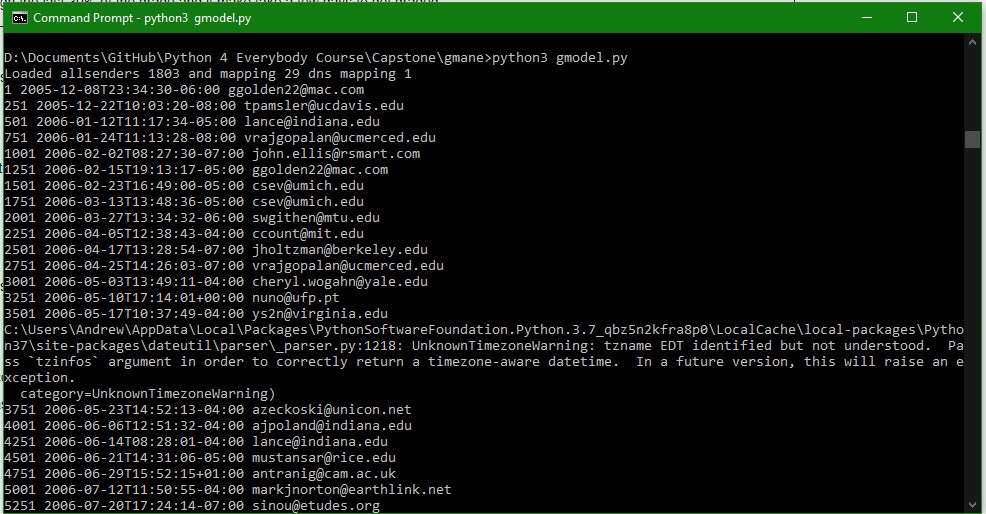 Command Prompt - python3  gmodel.py
D:\Documents\GitHub\Python 4 Everybody Course\Capstone\gmane>python3 gmodel.py
Loaded allsenders 1803 and mapping 29 dns mapping 1
1 2005-12-08T23:34:30-06:00 ggolden22@mac.com
251 2005-12-22T10:03:20-08:00 tpamsler@ucdavis.edu
501 2006-01-12T11:17:34-05:00 lance@indiana.edu
751 2006-01-24T11:13:28-08:00 vrajgopalan@ucmerced.edu
1001 2006-02-02T08:27:30-07:00 john.ellis@rsmart.com
1251 2006-02-15T19:13:17-05:00 ggolden22@mac.com
1501 2006-02-23T16:49:00-05:00 csev@umich.edu
1751 2006-03-13T13:48:36-05:00 csev@umich.edu
2001 2006-03-27T13:34:32-06:00 swgithen@mtu.edu
2251 2006-04-05T12:38:43-04:00 ccount@mit.edu
2501 2006-04-17T13:28:54-07:00 jholtzman@berkeley.edu
2751 2006-04-25T14:26:03-07:00 vrajgopalan@ucmerced.edu
3001 2006-05-03T13:49:11-04:00 cheryl.wogahn@yale.edu
3251 2006-05-10T17:14:01+00:00 nuno@ufp.pt
3501 2006-05-17T10:37:49-04:00 ys2n@virginia.edu
C:\Users\Andrew\AppData\Local\Packages\PythonSoftwareFoundation.Python.3.7_qbz5n2kfra8p0\LocalCache\local-packages\Pytho
n37\site-packages\dateutil\parser\_parser.py:1218: UnknownTimezoneWarning: tzname EDT identified but not understood.  Pa
ss `tzinfos` argument in order to correctly return a timezone-aware datetime.  In a future version, this will raise an e
xception.
  category=UnknownTimezoneWarning)
3751 2006-05-23T14:52:13-04:00 azeckoski@unicon.net
4001 2006-06-06T12:51:32-04:00 ajpoland@indiana.edu
4251 2006-06-14T08:28:01-04:00 lance@indiana.edu
4501 2006-06-21T14:31:06-05:00 mustansar@rice.edu
4751 2006-06-29T15:52:15+01:00 antranig@cam.ac.uk
5001 2006-07-12T11:50:55-04:00 markjnorton@earthlink.net
5251 2006-07-20T17:24:14-07:00 sinou@etudes.org